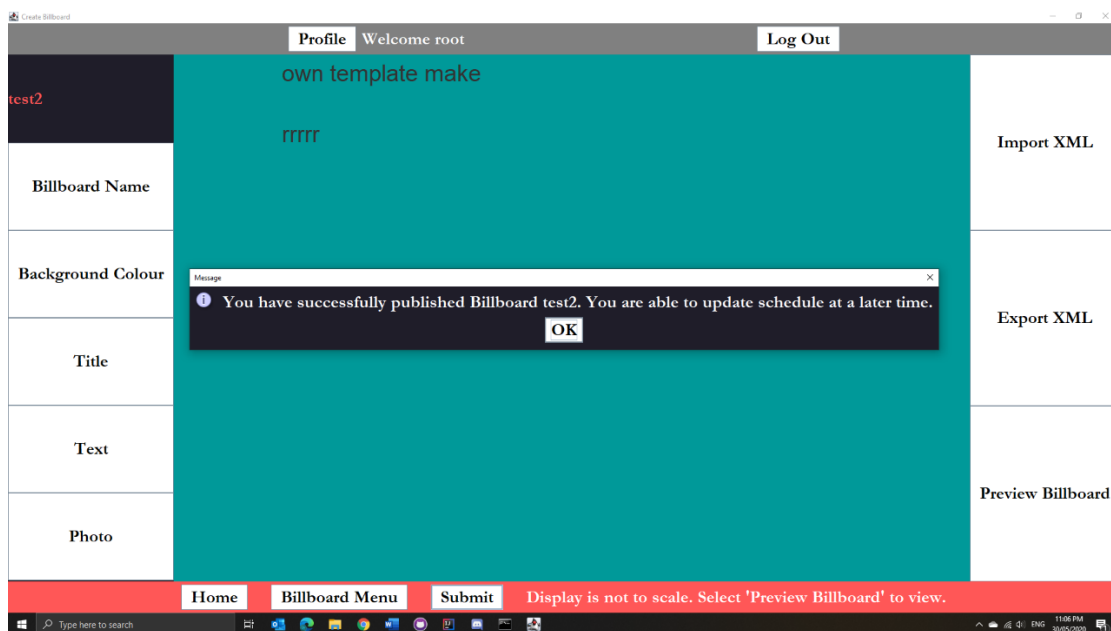 Create Billboard
Profile Welcome root Log Out
test2
Billboard Name
Background Colour
Title
Text
Photo
own template make
rrrrr
Message
You have successfully published Billboard test2. You are able to update schedule at a later time.
OK
Import XML
Export XML
Preview Billboard
Home Billboard Menu Submit Display is not to scale. Select 'Preview Billboard' to view.
Type here to search
ENG
11:06 PM
30/05/2020